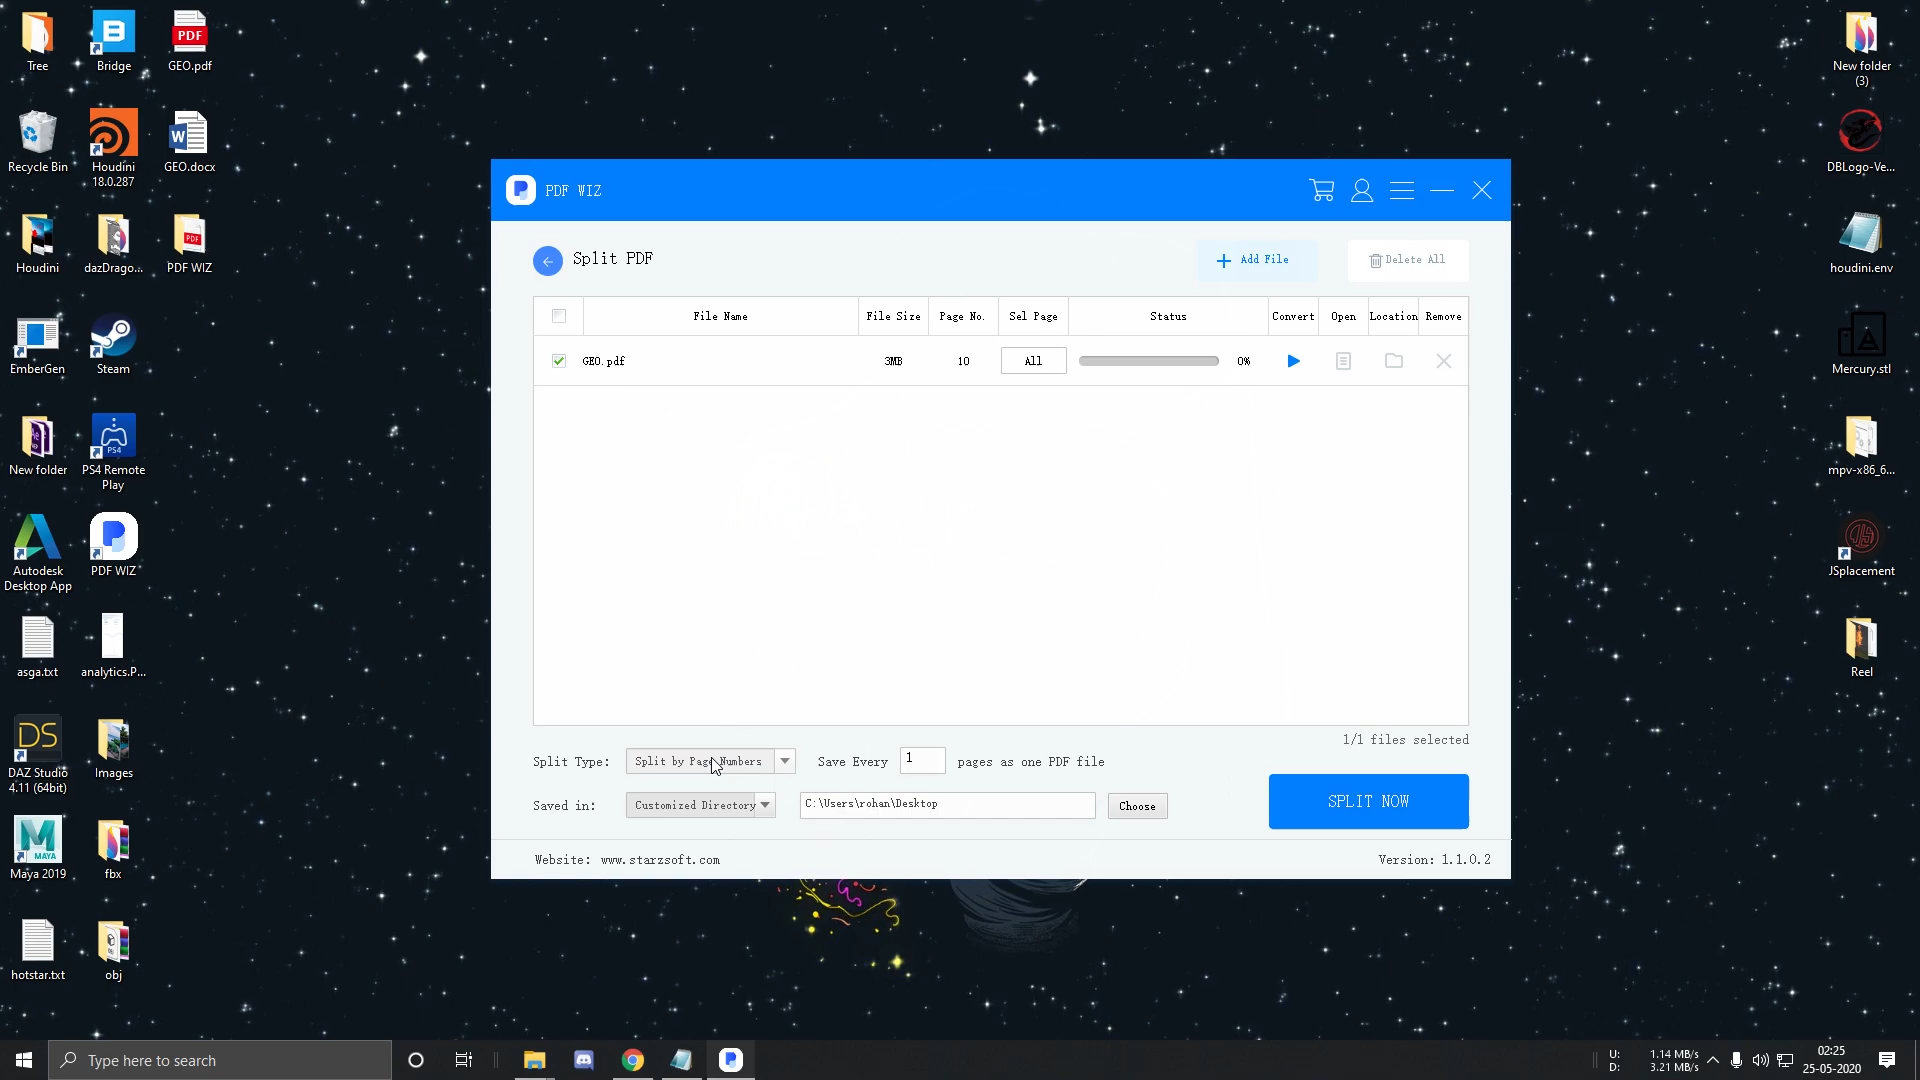 Tree
Bridge
GEO.pdf
Recycle Bin
Houdini
18.0.287
GEO.docx
Houdini
dazDrago...
PDF WIZ
EmberGen
Steam
New folder
PS4 Remote
Play
Autodesk
Desktop App
PDF WIZ
asga.txt
analytics.P...
DAZ Studio
4.11 (64bit)
Images
Maya 2019
fbx
hotstar.txt
obj
PDF WIZ
Split PDF
Add File
Delete All
File Name
File Size
Page No.
Sel Page
Status
Convert
Open
Location
Remove
GEO.pdf
3MB
10
All
0%
1/1 files selected
Split Type:
Split by Page Numbers
Save Every
1
pages as one PDF file
Saved in:
Customized Directory
C:\Users\rohan\Desktop
Choose
SPLIT NOW
Website: www.starzsoft.com
Version: 1.1.0.2
New folder
(3)
DBLogo-Ve...
houdini.env
Mercury.stl
mpv-x86_6...
JSplacement
Reel
Type here to search
U: 1.14 MB/s
D: 3.21 MB/s
02:25
25-05-2020
PDF
PS4
DS
MAYA